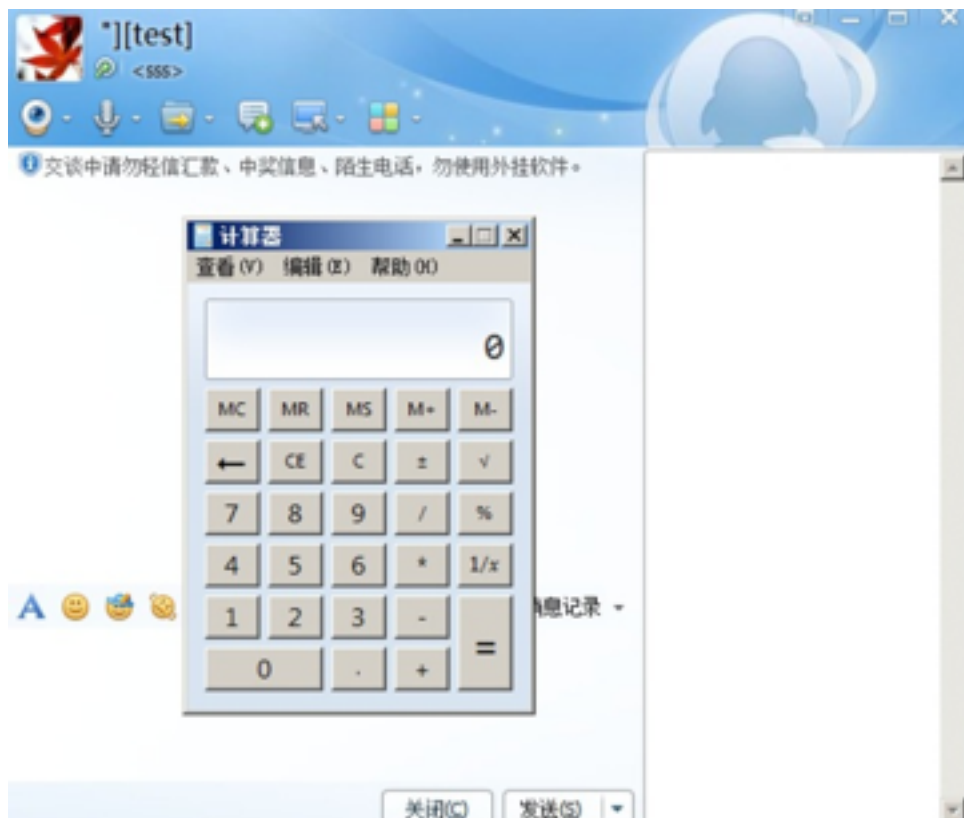 "][test]
<sss>
交谈中请勿轻信汇款、中奖信息、陌生电话，勿使用外挂软件。
计算器
查看(V) 编辑(E) 帮助(H)
0
MC MR MS M+ M-
← CE C ± √
7 8 9 / %
4 5 6 * 1/x
A
消息记录
1 2 3 - =
0 . +
关闭(C) 发送(S)